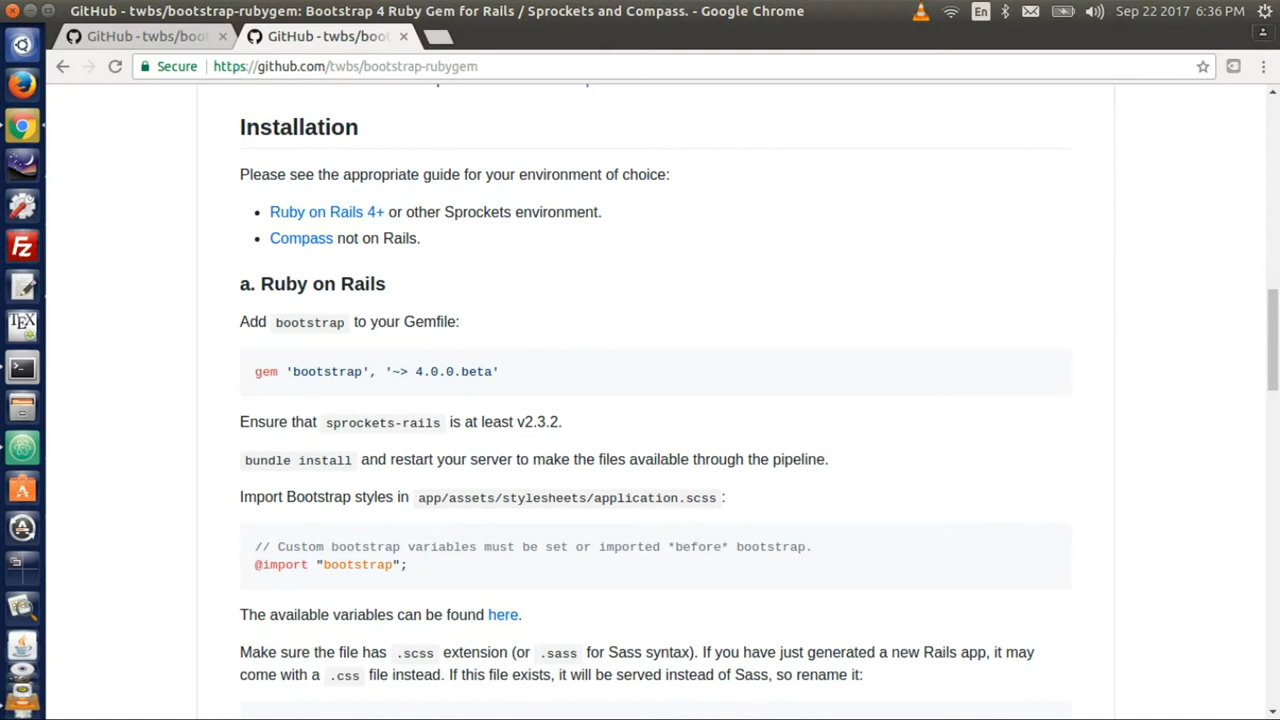 GitHub - twbs/bootstrap-rubygem: Bootstrap 4 Ruby Gem for Rails / Sprockets and Compass. - Google Chrome
En
Sep 22 2017 6:36 PM
GitHub - twbs/boot
GitHub - twbs/boot
Secure
https://github.com/twbs/bootstrap-rubygem
Installation
Please see the appropriate guide for your environment of choice:
• Ruby on Rails 4+ or other Sprockets environment.
• Compass not on Rails.
a. Ruby on Rails
Add bootstrap to your Gemfile:
gem 'bootstrap', '~> 4.0.0.beta'
Ensure that sprockets-rails is at least v2.3.2.
bundle install and restart your server to make the files available through the pipeline.
Import Bootstrap styles in app/assets/stylesheets/application.scss :
// Custom bootstrap variables must be set or imported *before* bootstrap.
@import "bootstrap";
The available variables can be found here.
Make sure the file has .scss extension (or .sass for Sass syntax). If you have just generated a new Rails app, it may
come with a .css file instead. If this file exists, it will be served instead of Sass, so rename it:
FZ
TEX